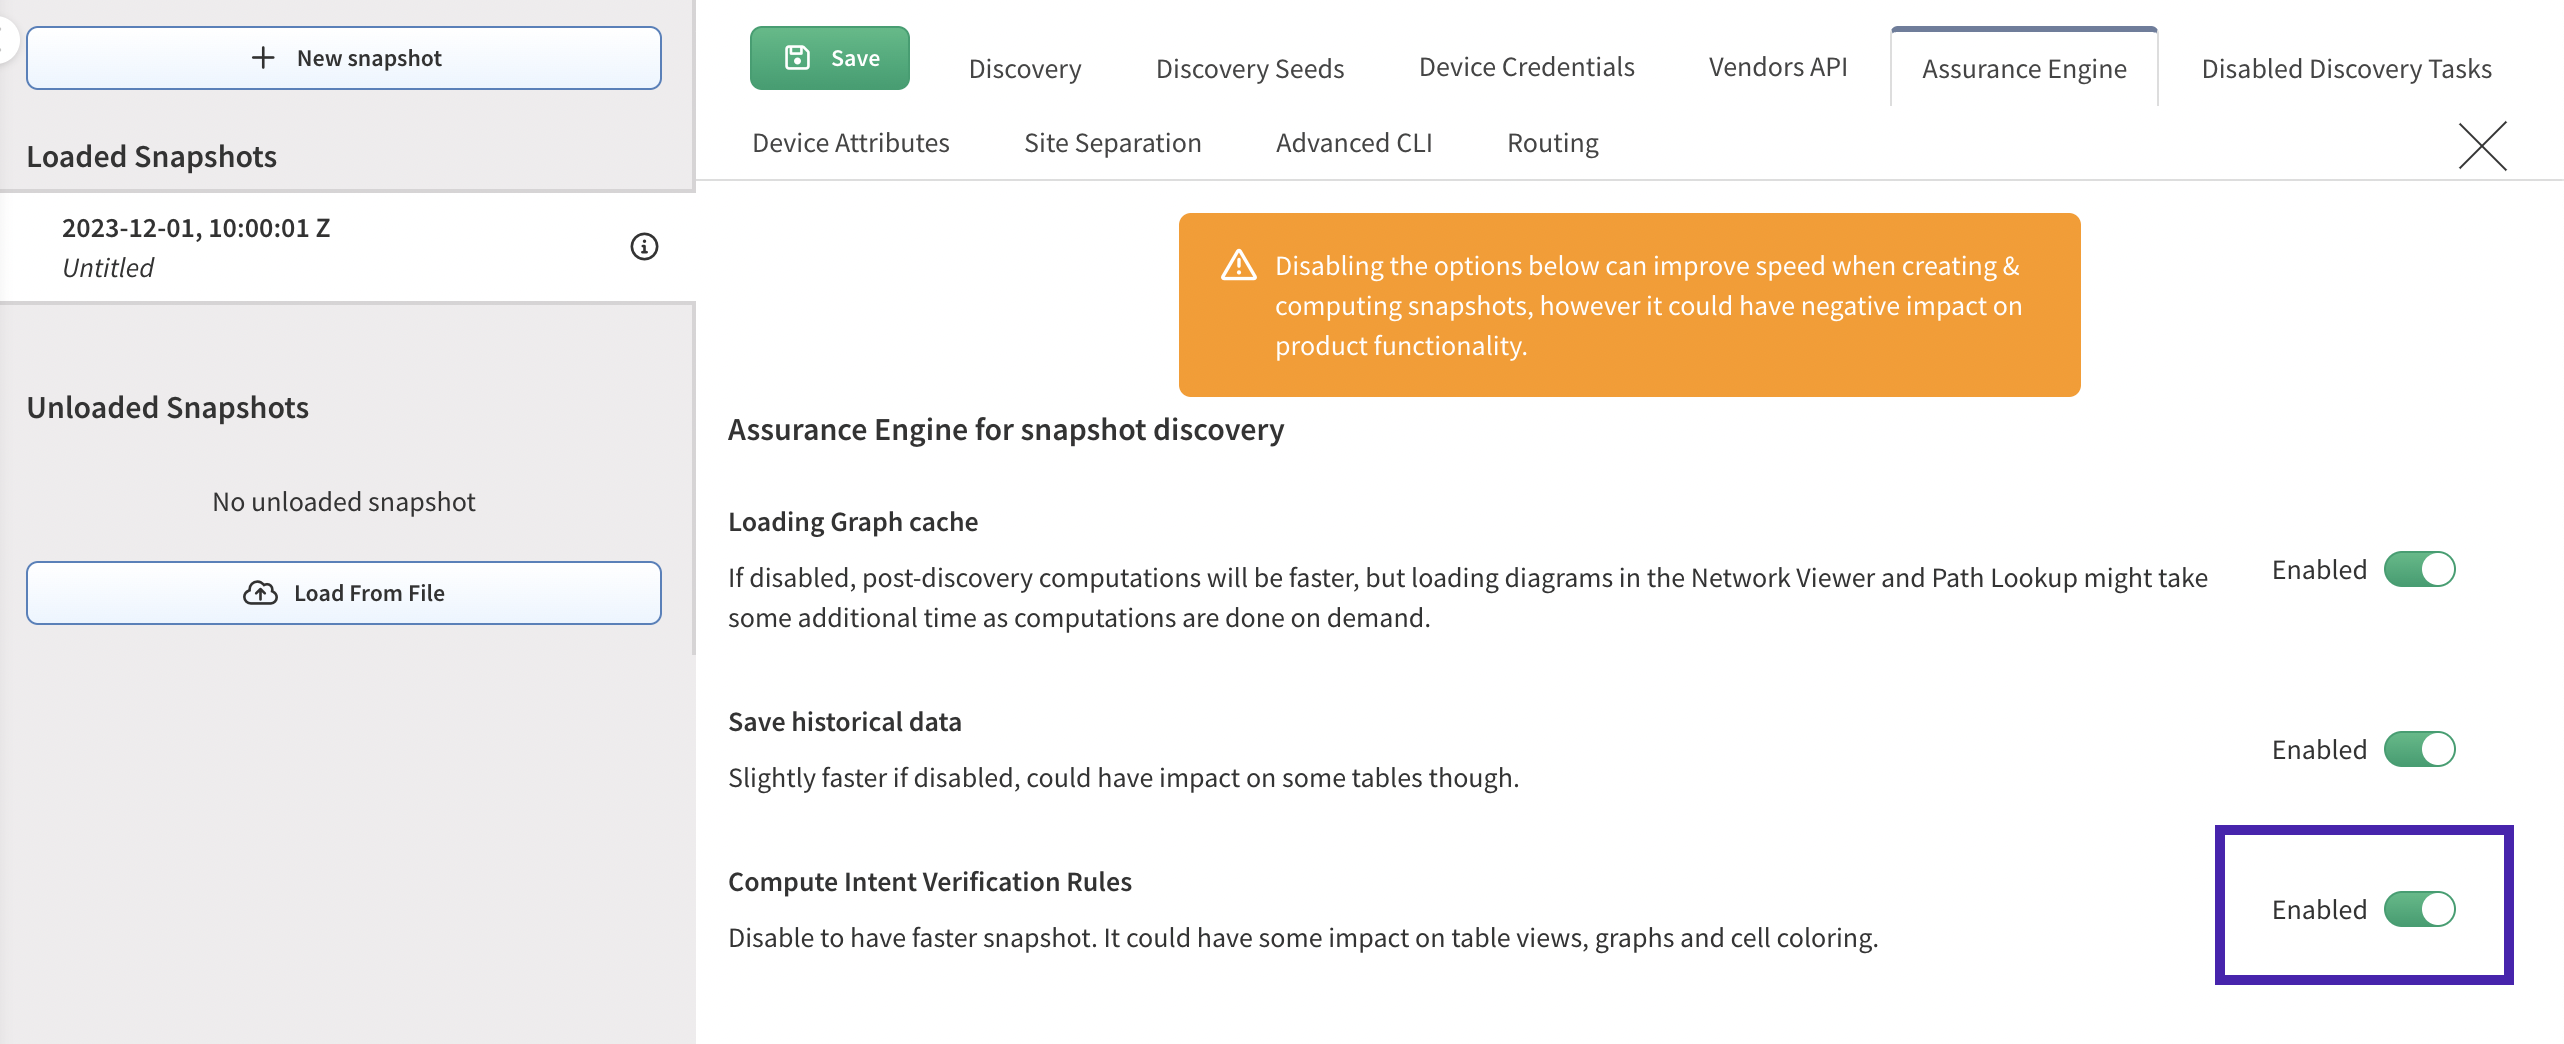 New snapshot
Loaded Snapshots
2023-12-01, 10:00:01 Z
Untitled
Unloaded Snapshots
No unloaded snapshot
Load From File
Save
Discovery
Discovery Seeds
Device Credentials
Vendors API
Assurance Engine
Disabled Discovery Tasks
Device Attributes
Site Separation
Advanced CLI
Routing
Disabling the options below can improve speed when creating &
computing snapshots, however it could have negative impact on
product functionality.
Assurance Engine for snapshot discovery
Loading Graph cache
If disabled, post-discovery computations will be faster, but loading diagrams in the Network Viewer and Path Lookup might take
some additional time as computations are done on demand.
Enabled
Save historical data
Slightly faster if disabled, could have impact on some tables though.
Enabled
Compute Intent Verification Rules
Disable to have faster snapshot. It could have some impact on table views, graphs and cell coloring.
Enabled